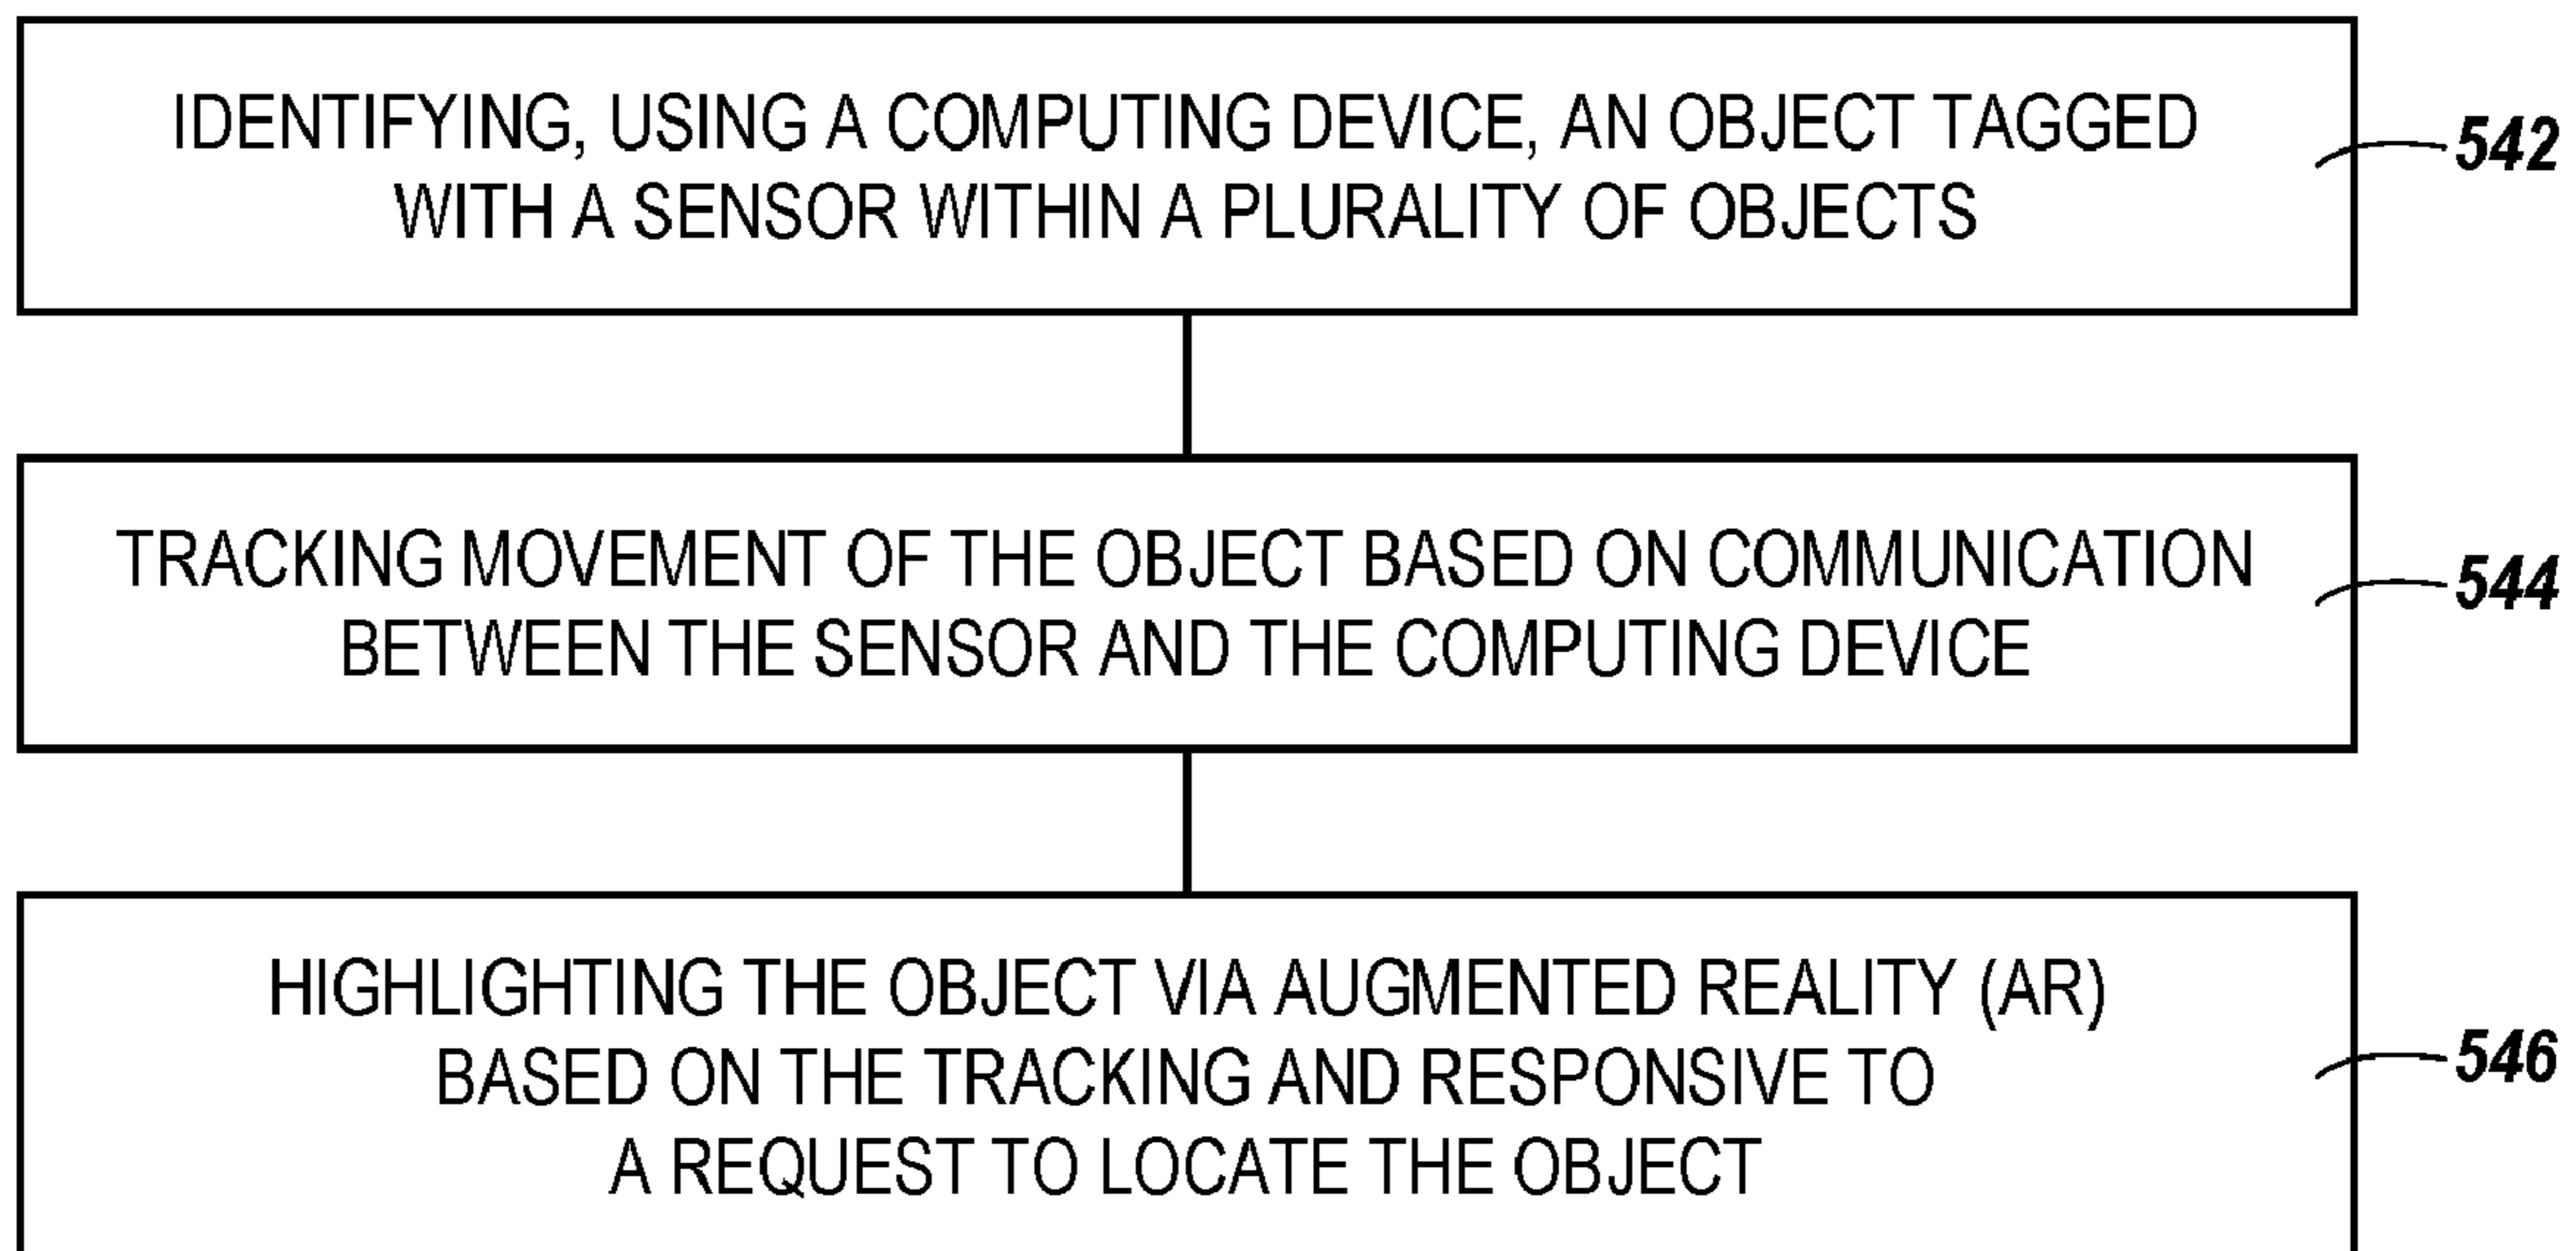 IDENTIFYING, USING A COMPUTING DEVICE, AN OBJECT TAGGED
WITH A SENSOR WITHIN A PLURALITY OF OBJECTS
542
TRACKING MOVEMENT OF THE OBJECT BASED ON COMMUNICATION
BETWEEN THE SENSOR AND THE COMPUTING DEVICE
544
HIGHLIGHTING THE OBJECT VIA AUGMENTED REALITY (AR)
BASED ON THE TRACKING AND RESPONSIVE TO
A REQUEST TO LOCATE THE OBJECT
546